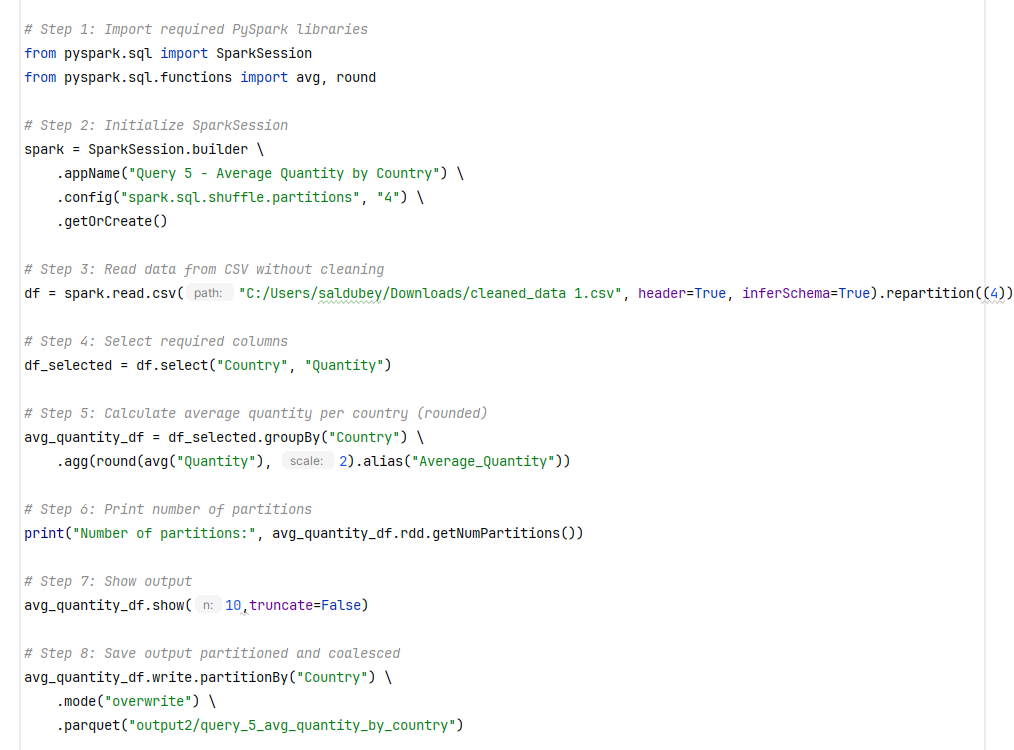 # Step 1: Import required PySpark libraries
from pyspark.sql import SparkSession
from pyspark.sql.functions import avg, round
# Step 2: Initialize SparkSession
spark = SparkSession.builder \
    .appName("Query 5 - Average Quantity by Country") \
    .config("spark.sql.shuffle.partitions", "4") \
    .getOrCreate()
# Step 3: Read data from CSV without cleaning
df = spark.read.csv( path: "C:/Users/saldubey/Downloads/cleaned_data 1.csv", header=True, inferSchema=True).repartition((4))
# Step 4: Select required columns
df_selected = df.select("Country", "Quantity")
# Step 5: Calculate average quantity per country (rounded)
avg_quantity_df = df_selected.groupBy("Country") \
    .agg(round(avg("Quantity"), scale: 2).alias("Average_Quantity"))
# Step 6: Print number of partitions
print("Number of partitions:", avg_quantity_df.rdd.getNumPartitions())
# Step 7: Show output
avg_quantity_df.show( n: 10,truncate=False)
# Step 8: Save output partitioned and coalesced
avg_quantity_df.write.partitionBy("Country") \
    .mode("overwrite") \
    .parquet("output2/query_5_avg_quantity_by_country")